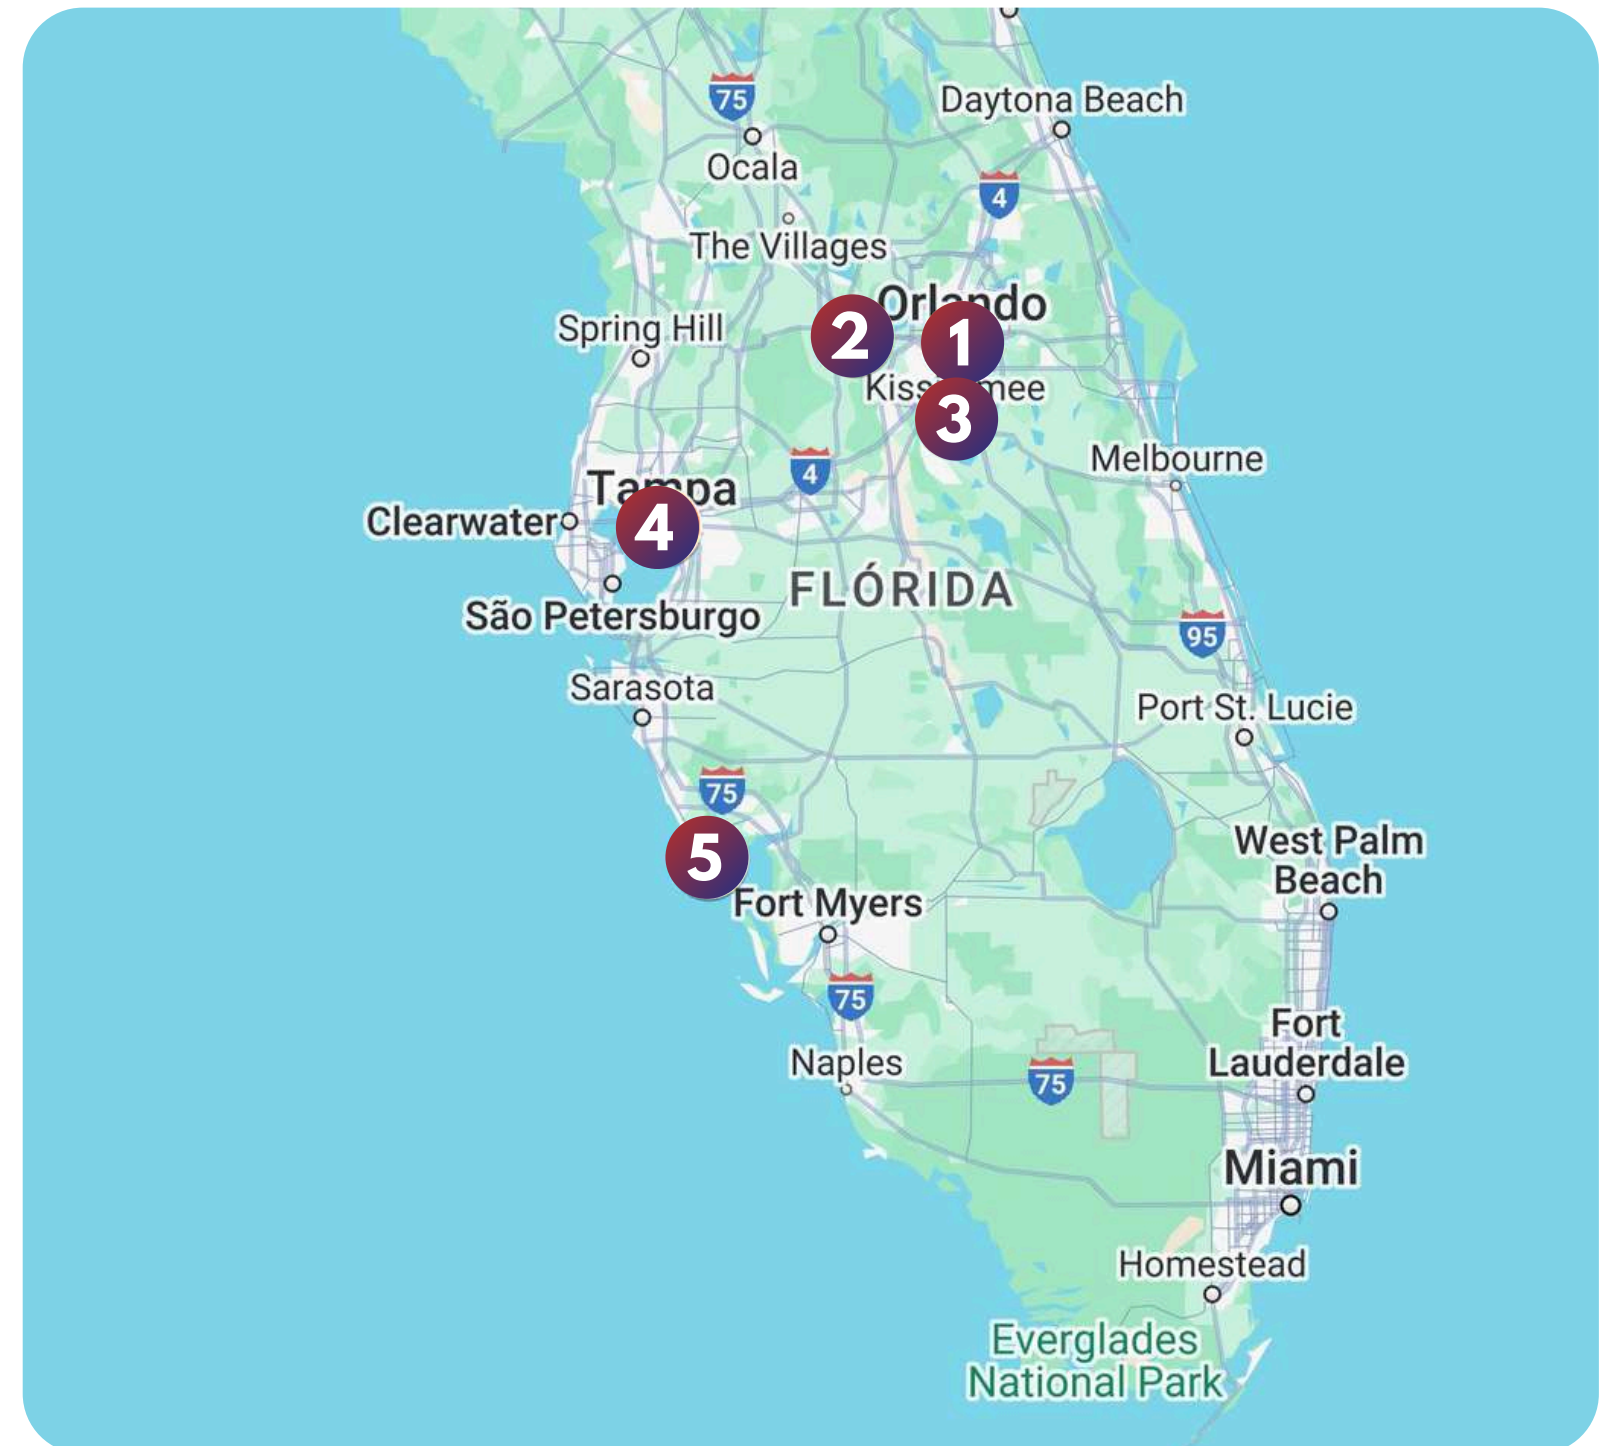 75
Daytona Beach
Ocala
4
The Villages
Orlando
2
1
Spring Hill
Kissimmee
3
Melbourne
4
Tampa
Clearwater
4
FLÓRIDA
São Petersburgo
95
Sarasota
Port St. Lucie
75
5
West Palm
Beach
Fort Myers
75
Fort
Lauderdale
Naples
75
Miami
Homestead
Everglades
National Park